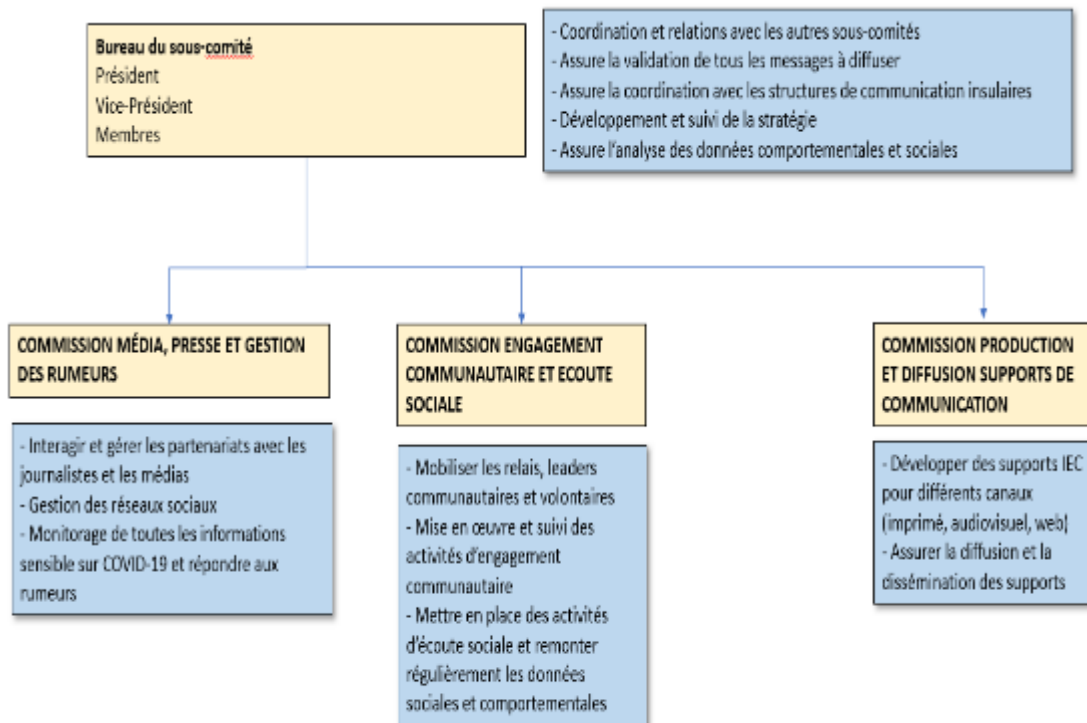 Bureau du sous-comité
Président
Vice-Président
Membres
- Coordination et relations avec les autres sous-comités
- Assure la validation de tous les messages à diffuser
- Assure la coordination avec les structures de communication insulaires
- Développement et suivi de la stratégie
- Assure l'analyse des données comportementales et sociales
COMMISSION MÉDIA, PRESSE ET GESTION
DES RUMEURS
- Interagir et gérer les partenariats avec les
journalistes et les médias
- Gestion des réseaux sociaux
- Monitorage de toutes les informations
sensible sur COVID-19 et répondre aux
rumeurs
COMMISSION ENGAGEMENT
COMMUNAUTAIRE ET ECOUTE
SOCIALE
- Mobiliser les relais, leaders
communautaires et volontaires
- Mise en œuvre et suivi des
activités d'engagement
communautaire
- Mettre en place des activités
d'écoute sociale et remonter
régulièrement les données
sociales et comportementales
COMMISSION PRODUCTION
ET DIFFUSION SUPPORTS DE
COMMUNICATION
- Développer des supports IEC
pour différents canaux
(imprimé, audiovisuel, web)
- Assurer la diffusion et la
dissémination des supports